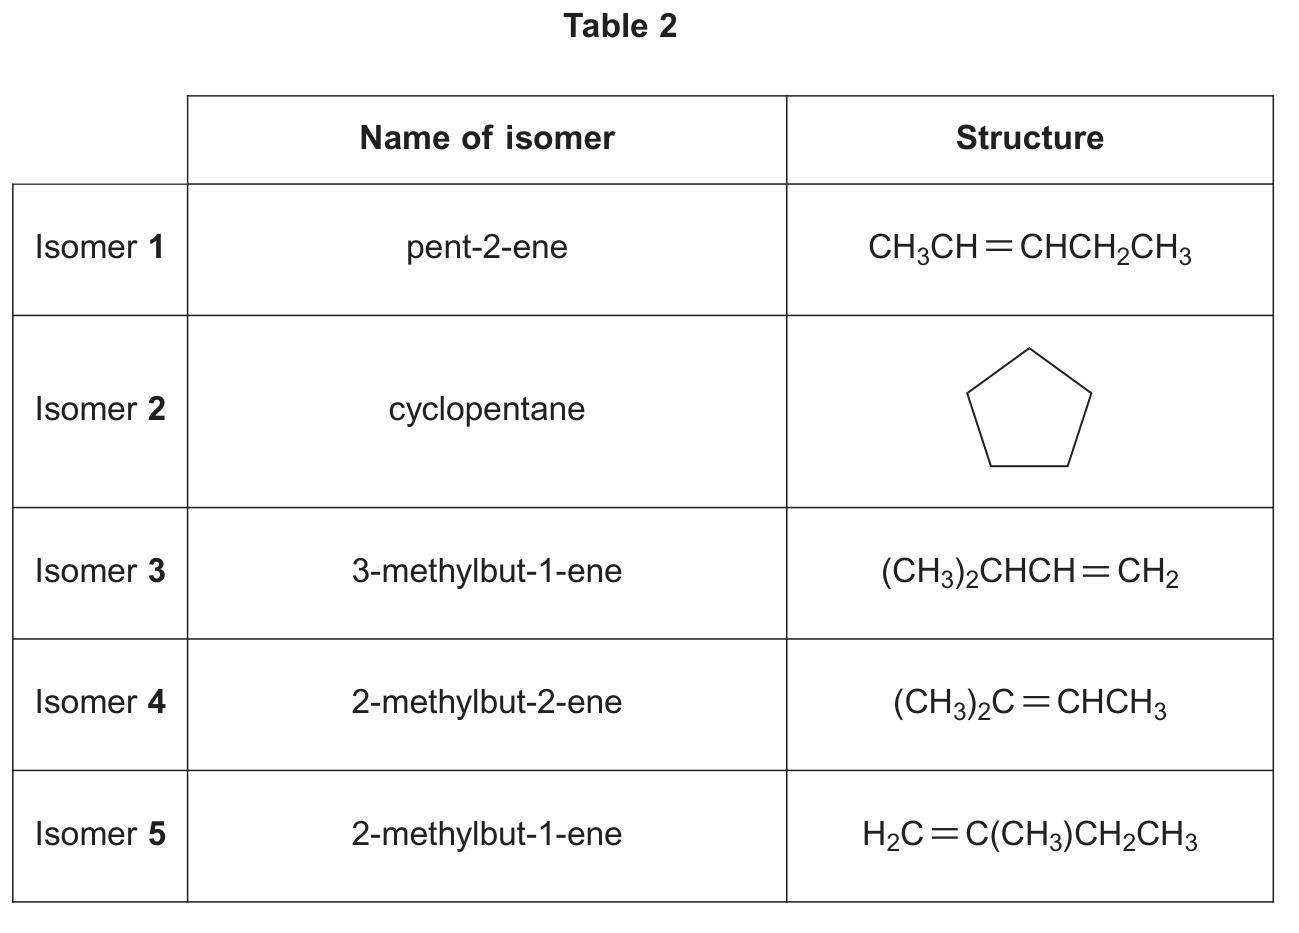 Table 2
Name of isomer Structure
Isomer 1 pent-2-ene CH₃CH=CHCH₂CH₃
Isomer 2 cyclopentane
Isomer 3 3-methylbut-1-ene (CH₃)₂CHCH=CH₂
Isomer 4 2-methylbut-2-ene (CH₃)₂C=CHCH₃
Isomer 5 2-methylbut-1-ene H₂C=C(CH₃)CH₂CH₃